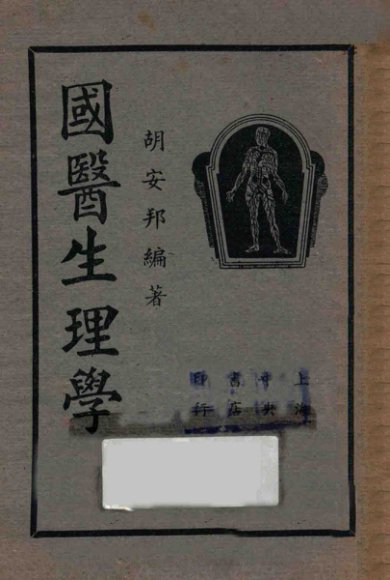 國醫生理學
胡安邦編著
上海
中央
書店
印行